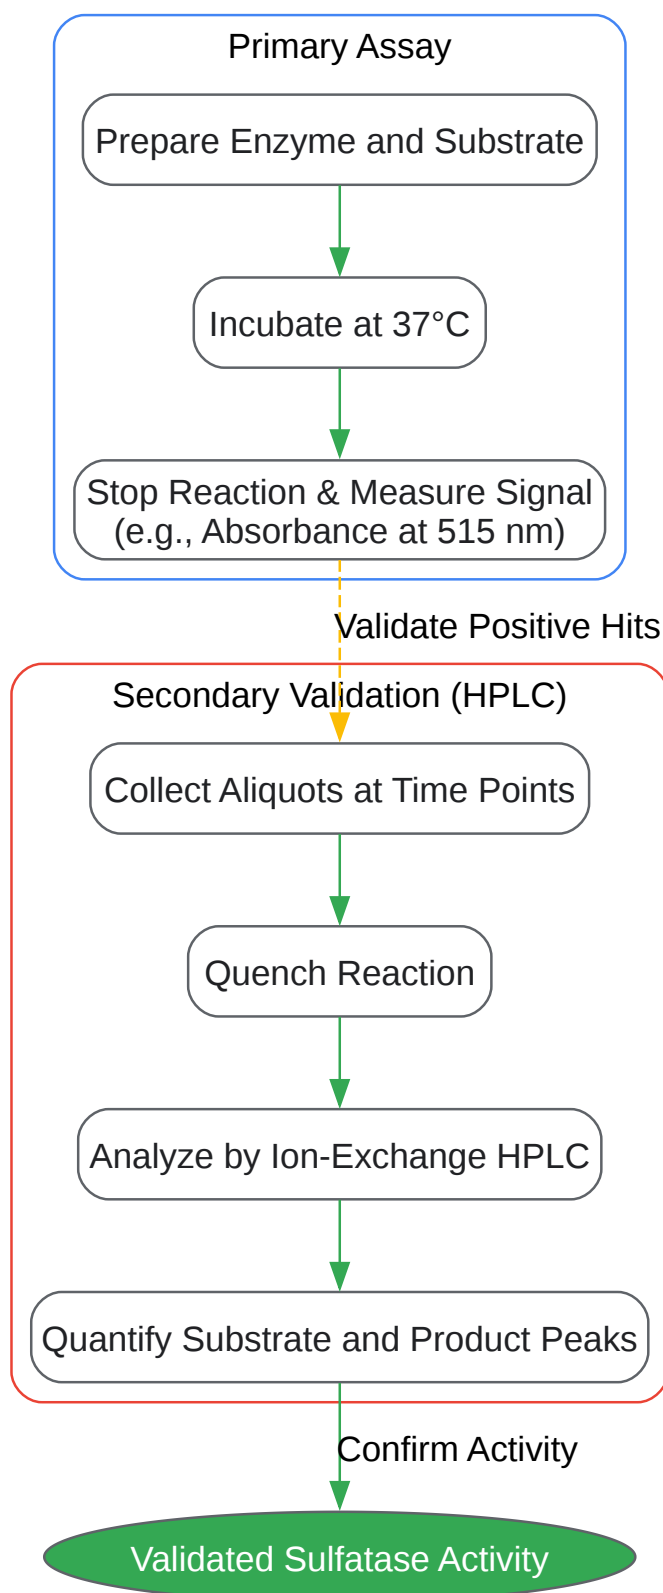 Primary Assay
Prepare Enzyme and Substrate
Incubate at 37°C
Stop Reaction & Measure Signal
(e.g., Absorbance at 515 nm)
Validate Positive Hits
Secondary Validation (HPLC)
Collect Aliquots at Time Points
Quench Reaction
Analyze by Ion-Exchange HPLC
Quantify Substrate and Product Peaks
Confirm Activity
Validated Sulfatase Activity